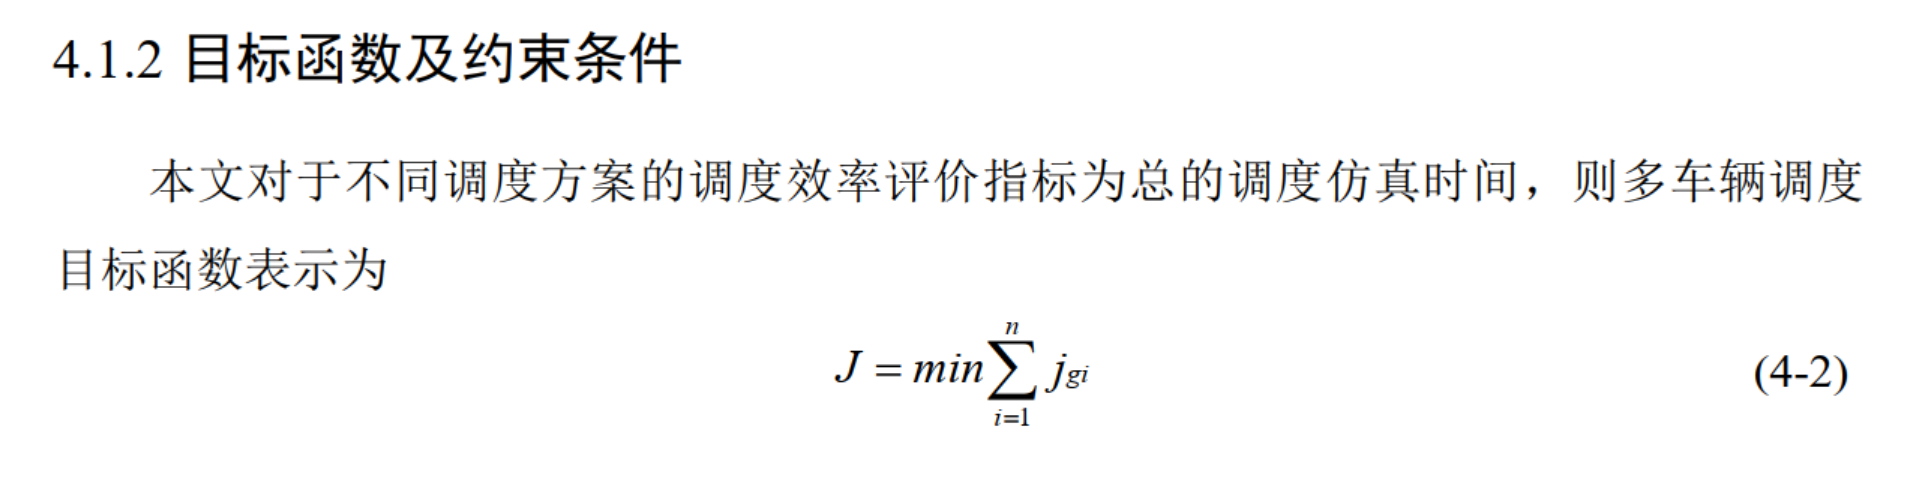 4.1.2 目标函数及约束条件
本文对于不同调度方案的调度效率评价指标为总的调度仿真时间，则多车辆调度
目标函数表示为
J = min∑_{i=1}^{n} j_{gi} (4-2)